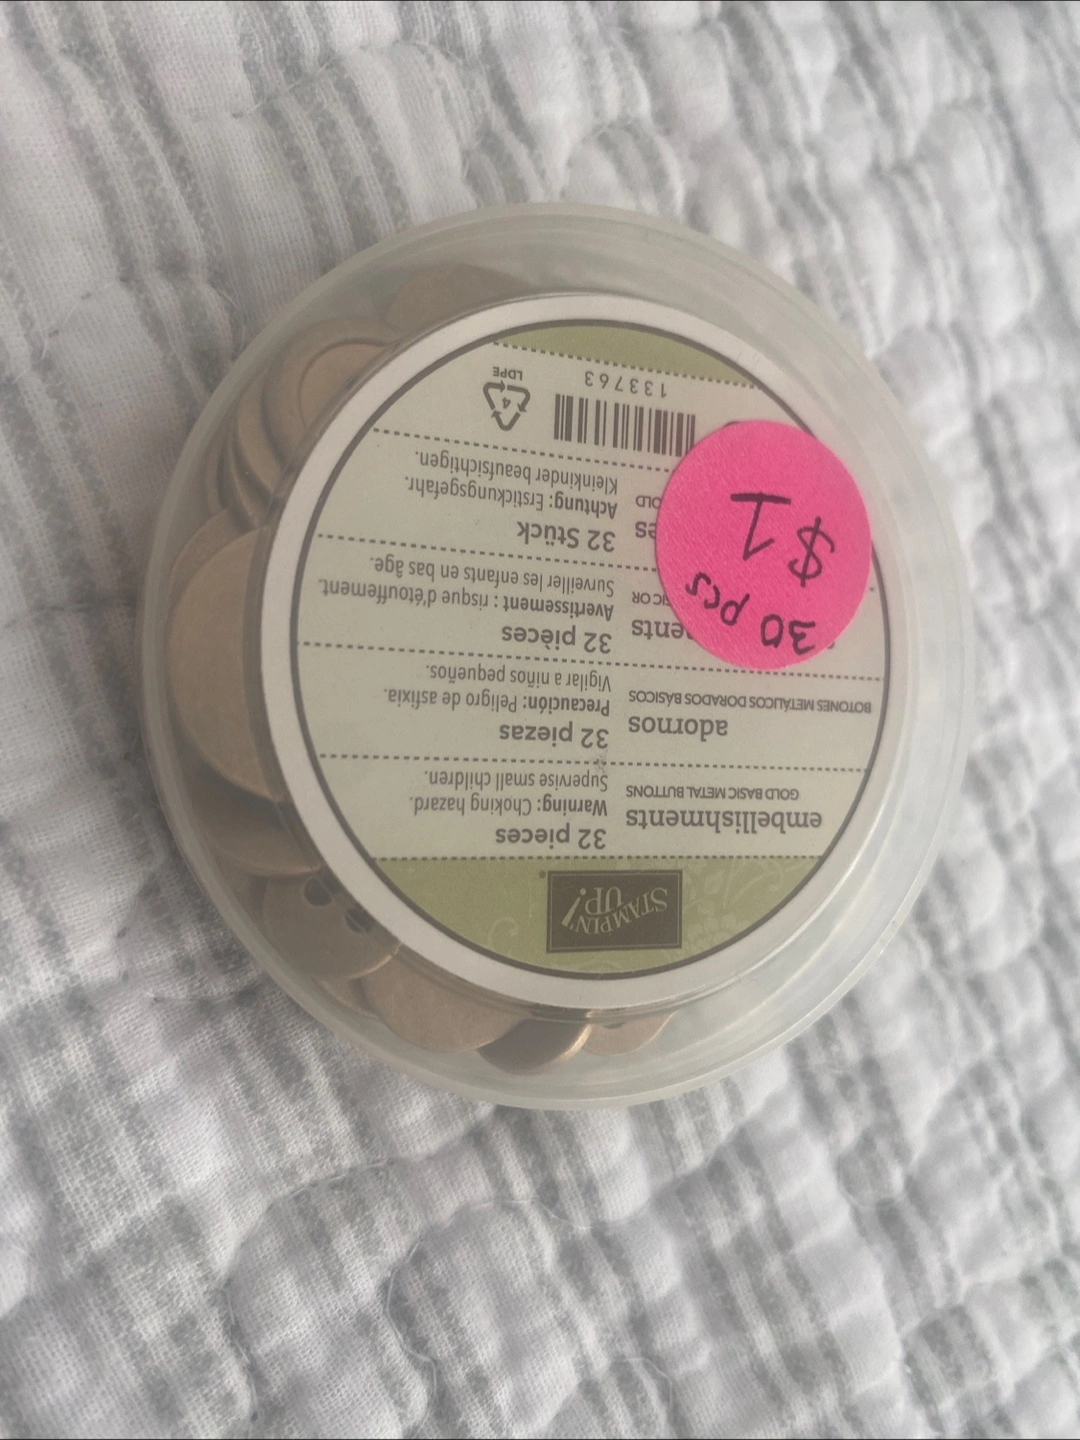 STAMPIN'
UP!
embellishments
GOLD BASIC METAL BUTTONS
32 pieces
Warning: Choking hazard.
Supervise small children.
adornos
BOTONES METÁLICOS DORADOS BÁSICOS
32 piezas
Precaución: Peligro de asfixia.
Vigilar a niños pequeños.
32 pièces
Avertissement : risque d'étouffement.
Surveiller les enfants en bas âge.
32 Stück
Achtung: Erstickungsgefahr.
Kleinkinder beaufsichtigen.
133763
4
LDPE
30 pcs
$1